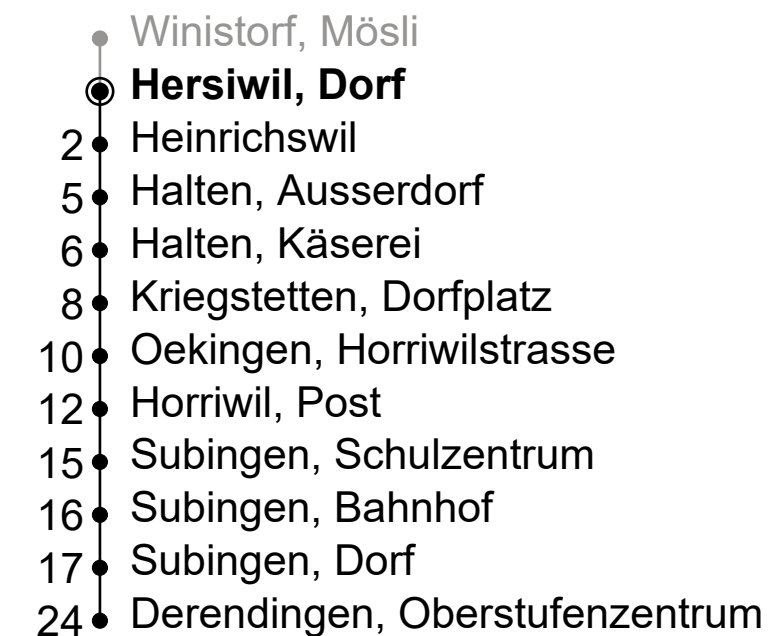 Winistorf, Mösli
Hersiwil, Dorf
2 Heinrichswil
5 Halten, Ausserdorf
6 Halten, Käserei
8 Kriegstetten, Dorfplatz
10 Oekingen, Horriwilstrasse
12 Horriwil, Post
15 Subingen, Schulzentrum
16 Subingen, Bahnhof
17 Subingen, Dorf
24 Derendingen, Oberstufenzentrum